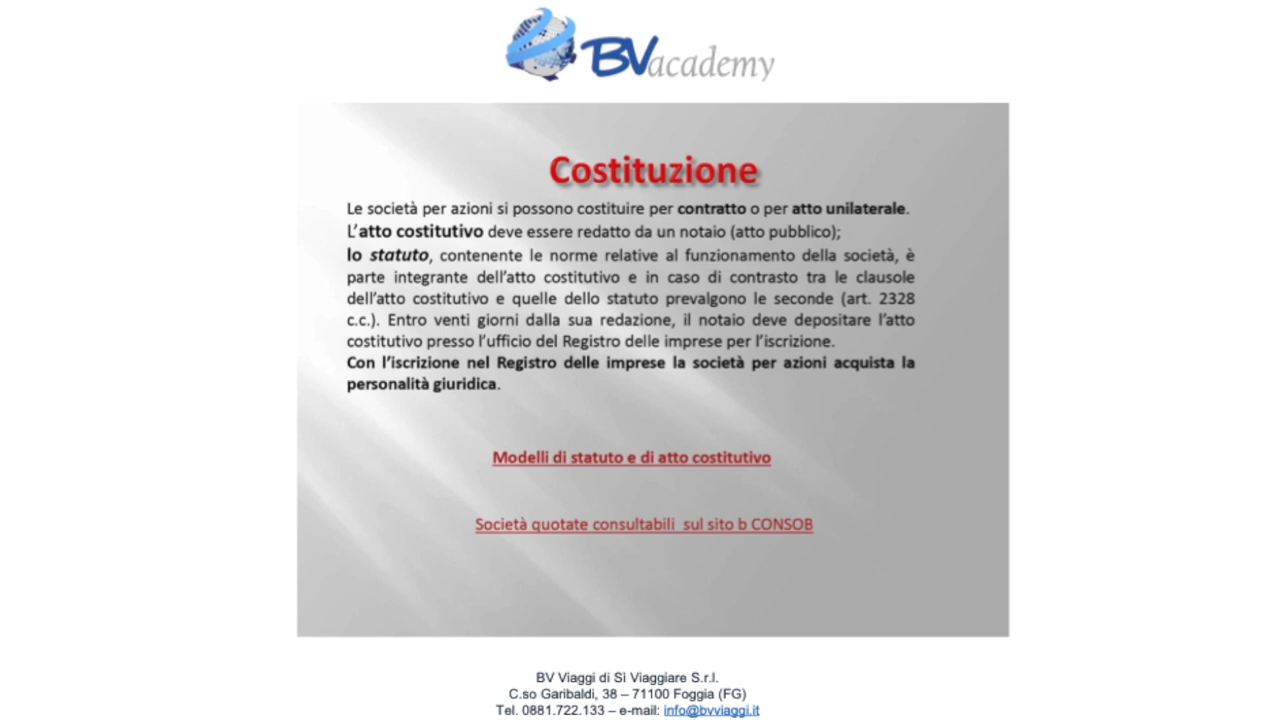 BVacademy
Costituzione
Le società per azioni si possono costituire per contratto o per atto unilaterale.
L’atto costitutivo deve essere redatto da un notaio (atto pubblico);
lo statuto, contenente le norme relative al funzionamento della società, è
parte integrante dell’atto costitutivo e in caso di contrasto tra le clausole
dell’atto costitutivo e quelle dello statuto prevalgono le seconde (art. 2328
c.c.). Entro venti giorni dalla sua redazione, il notaio deve depositare l’atto
costitutivo presso l’ufficio del Registro delle imprese per l’iscrizione.
Con l’iscrizione nel Registro delle imprese la società per azioni acquista la
personalità giuridica.
Modelli di statuto e di atto costitutivo
Società quotate consultabili sul sito b CONSOB
BV Viaggi di Sì Viaggiare S.r.l.
C.so Garibaldi, 38 – 71100 Foggia (FG)
Tel. 0881.722.133 – e-mail: info@bvviaggi.it